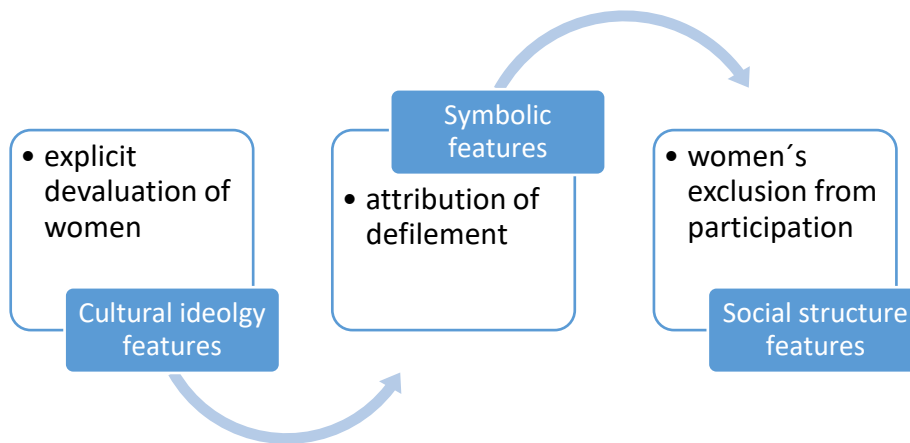 • explicit
devaluation of
women
Cultural ideolgy
features
Symbolic
features
• attribution of
defilement
• women´s
exclusion from
participation
Social structure
features